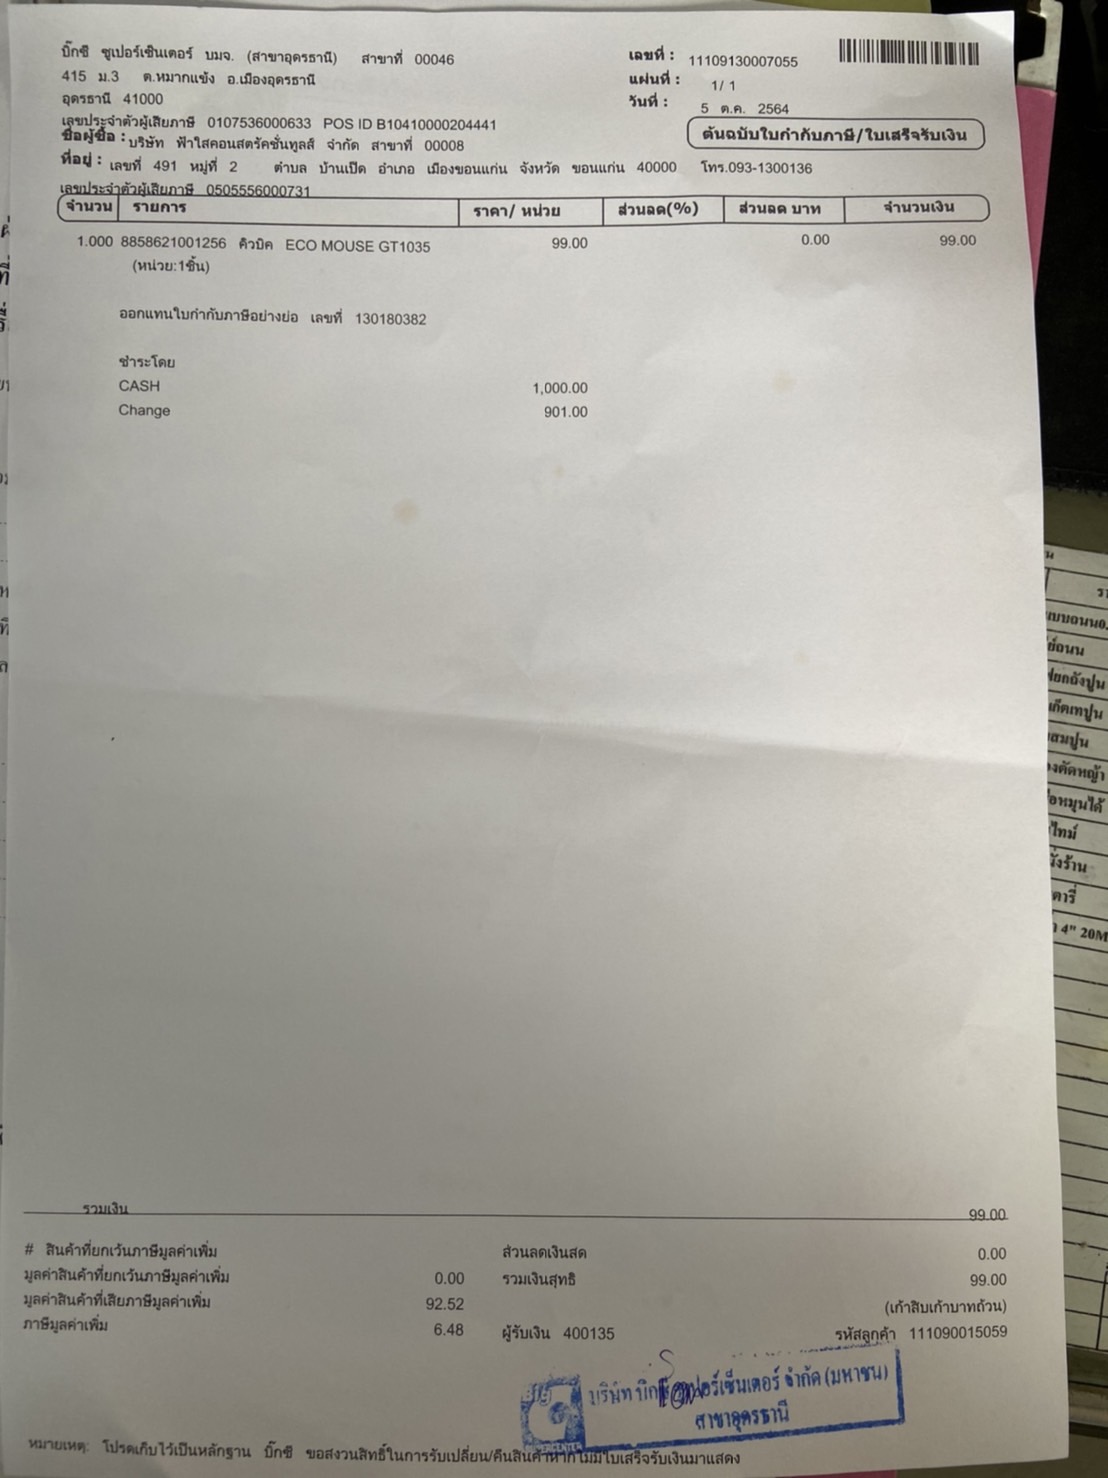 บิ๊กซี ซูเปอร์เซ็นเตอร์ บมจ. (สาขาอุดรธานี) สาขาที่ 00046
415 ม.3 ต.หมากแข้ง อ.เมืองอุดรธานี
อุดรธานี 41000
เลขประจำตัวผู้เสียภาษี 0107536000633 POS ID B10410000204441
เลขที่ : 11109130007055
แผ่นที่ : 1/ 1
วันที่ : 5 ต.ค. 2564
ต้นฉบับใบกำกับภาษี/ใบเสร็จรับเงิน
ชื่อผู้ซื้อ : บริษัท ฟ้าใสคอนสตรัคชั่นทูลส์ จำกัด สาขาที่ 00008
ที่อยู่ : เลขที่ 491 หมู่ที่ 2 ตำบล บ้านเป็ด อำเภอ เมืองขอนแก่น จังหวัด ขอนแก่น 40000 โทร.093-1300136
เลขประจำตัวผู้เสียภาษี 0505556000731
จำนวน รายการ ราคา/ หน่วย ส่วนลด(%) ส่วนลด บาท จำนวนเงิน
1.000 8858621001256 คิวบิค ECO MOUSE GT1035 99.00 0.00 99.00
(หน่วย:1ชิ้น)
ออกแทนใบกำกับภาษีอย่างย่อ เลขที่ 130180382
ชำระโดย
CASH 1,000.00
Change 901.00
รวมเงิน 99.00
# สินค้าที่ยกเว้นภาษีมูลค่าเพิ่ม ส่วนลดเงินสด 0.00
มูลค่าสินค้าที่ยกเว้นภาษีมูลค่าเพิ่ม 0.00 รวมเงินสุทธิ 99.00
มูลค่าสินค้าที่เสียภาษีมูลค่าเพิ่ม 92.52 (เก้าสิบเก้าบาทถ้วน)
ภาษีมูลค่าเพิ่ม 6.48 ผู้รับเงิน 400135 รหัสลูกค้า 111090015059
บริษัท บิ๊กซี ซูเปอร์เซ็นเตอร์ จำกัด (มหาชน)
สาขาอุดรธานี
หมายเหตุ: โปรดเก็บไว้เป็นหลักฐาน บิ๊กซี ขอสงวนสิทธิ์ในการรับเปลี่ยน/คืนสินค้าหากไม่มีใบเสร็จรับเงินมาแสดง
ตัดหญ้า
4" 20M